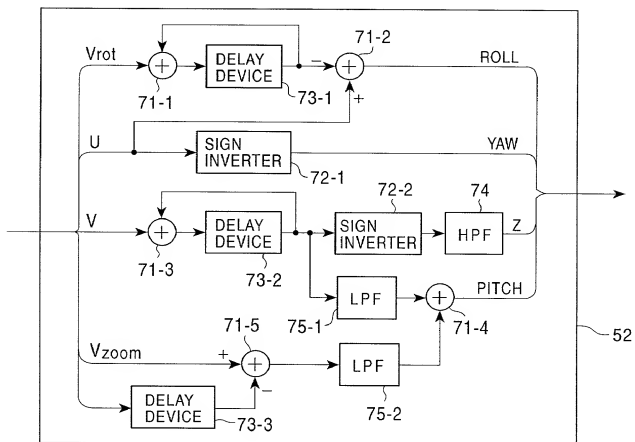 Vrot
71-1
DELAY
DEVICE
73-1
−
71-2
+
ROLL
U
SIGN
INVERTER
72-1
YAW
V
71-3
DELAY
DEVICE
73-2
72-2
SIGN
INVERTER
74
HPF
Z
75-1
LPF
71-4
PITCH
Vzoom
+
71-5
−
LPF
75-2
DELAY
DEVICE
73-3
52